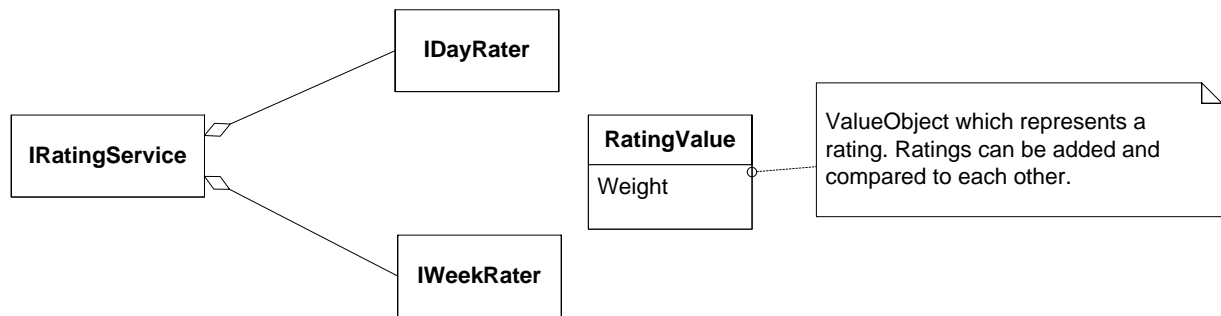 IDayRater
IRatingService
IWeekRater
RatingValue
Weight
ValueObject which represents a
rating. Ratings can be added and
compared to each other.